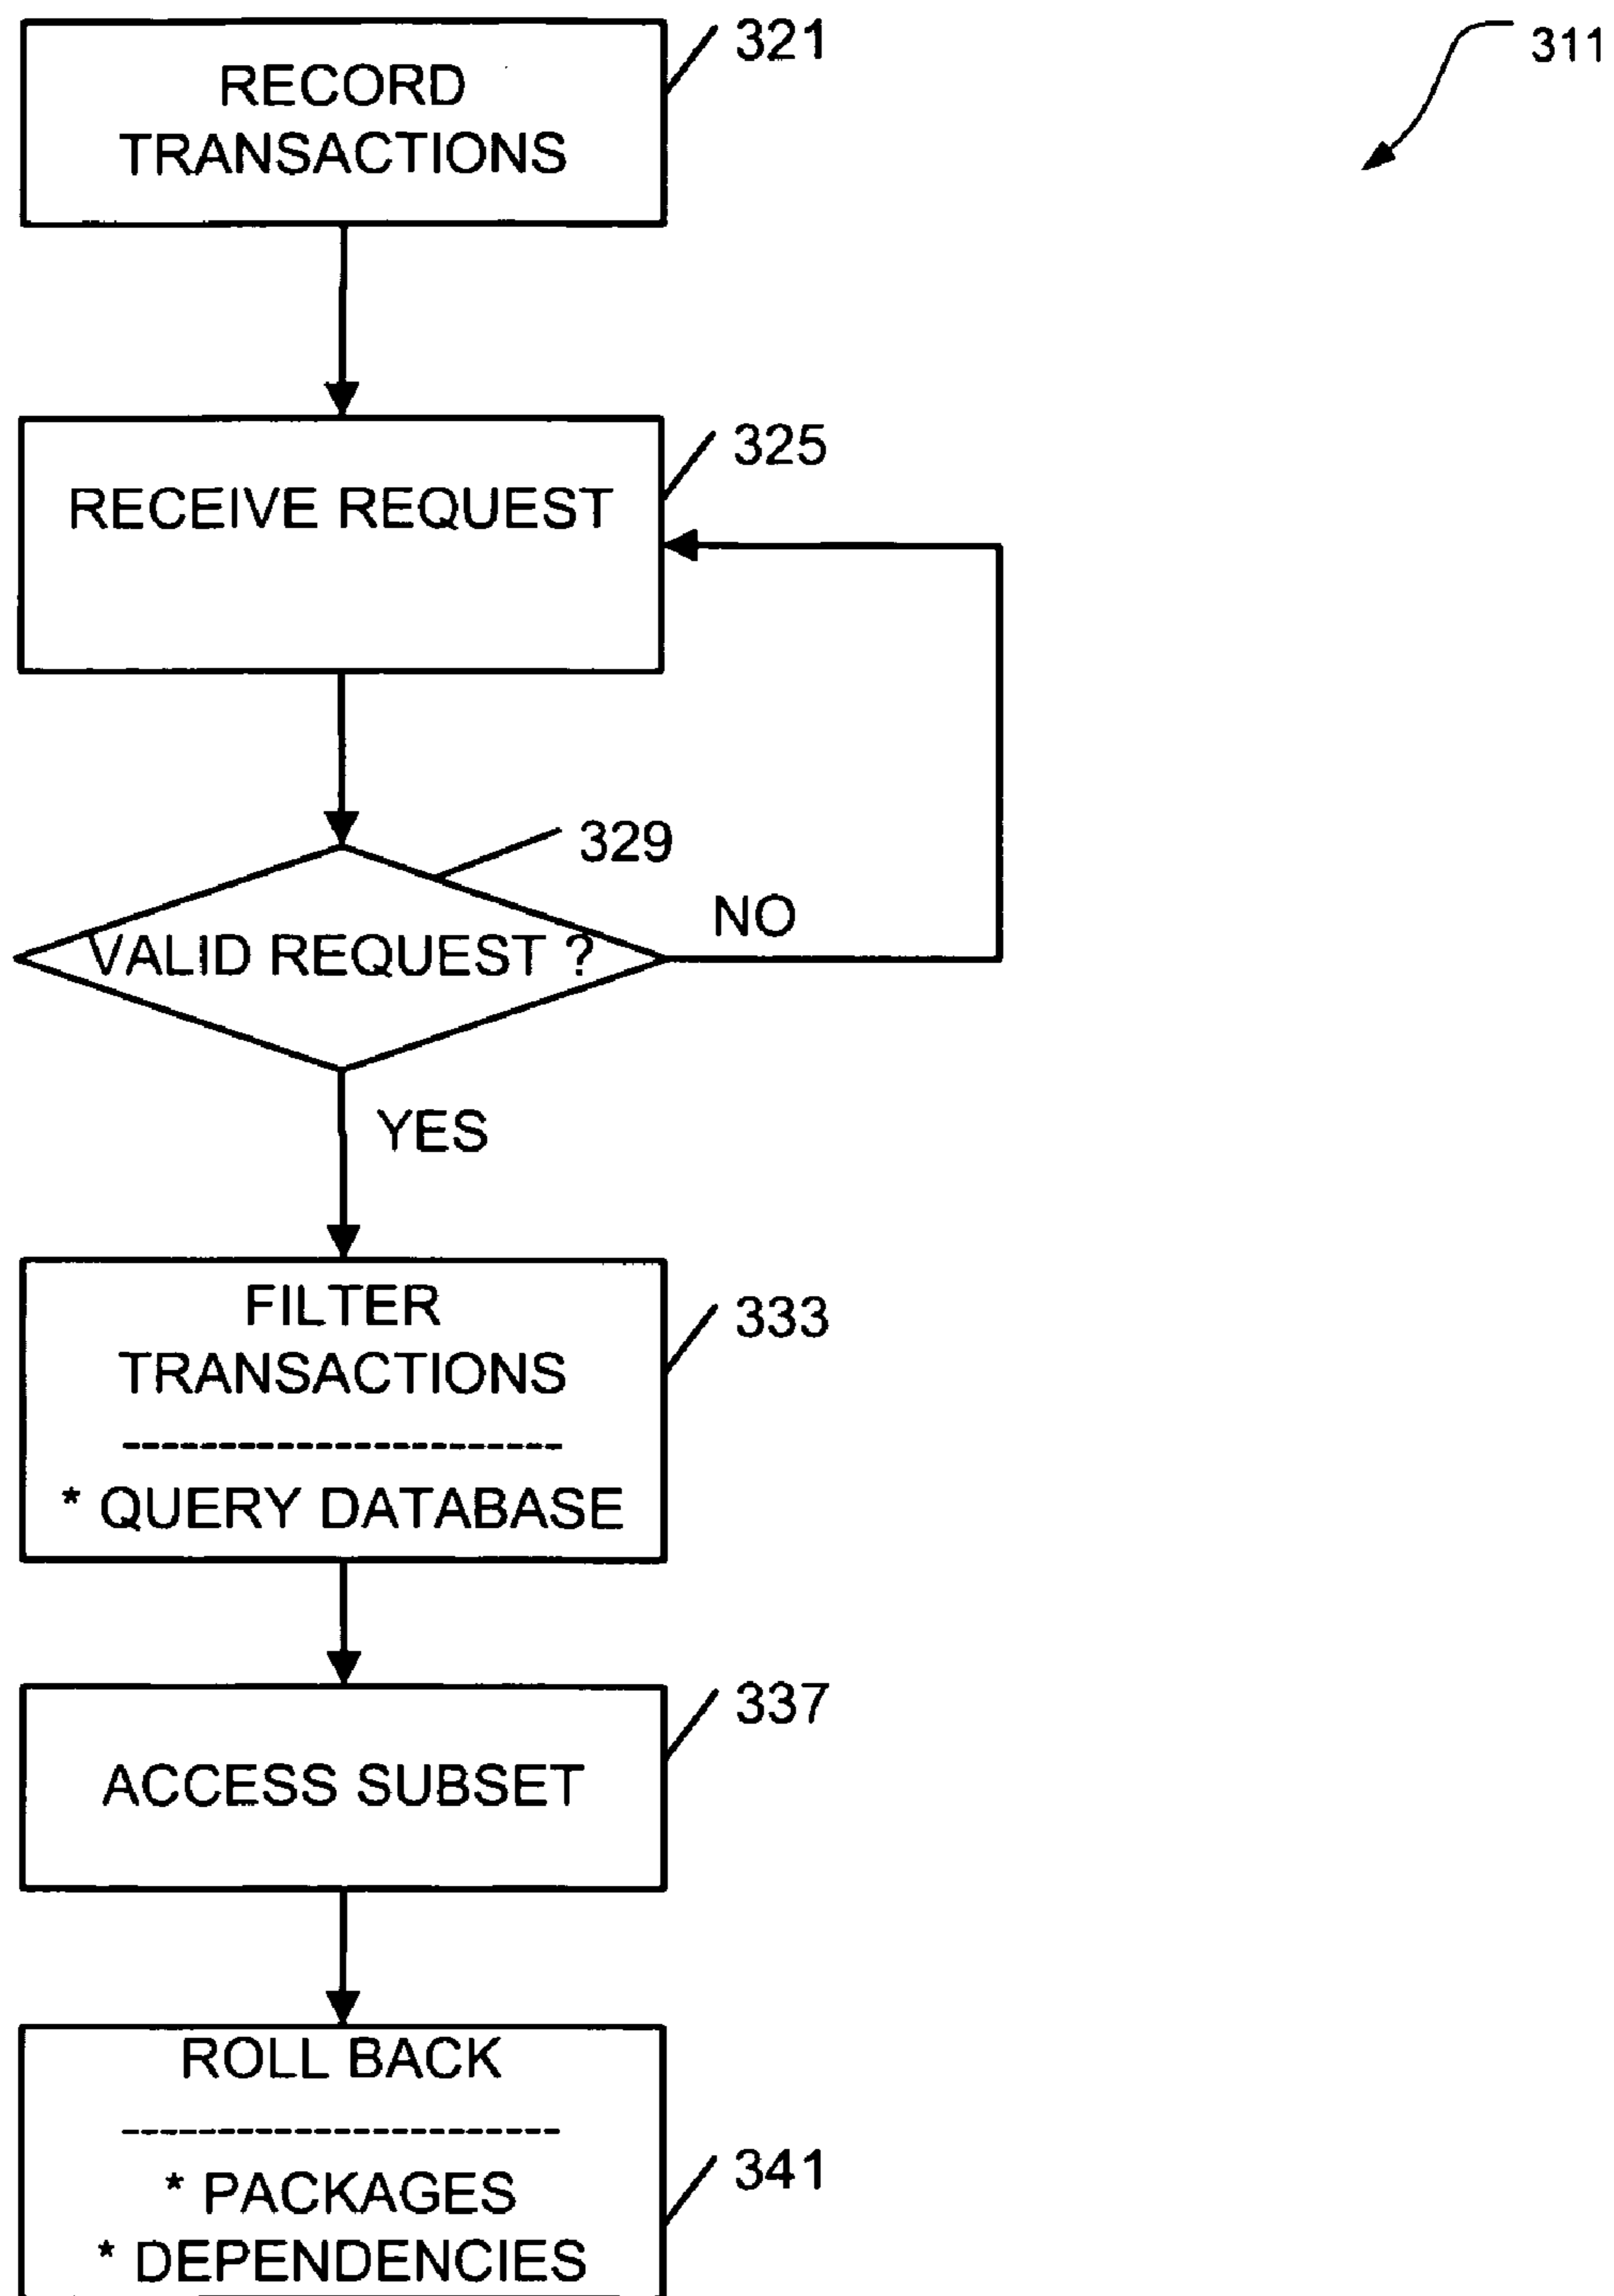 311
RECORD
TRANSACTIONS
321
RECEIVE REQUEST
325
VALID REQUEST ?
329
NO
YES
FILTER
TRANSACTIONS
* QUERY DATABASE
333
ACCESS SUBSET
337
ROLL BACK
* PACKAGES
* DEPENDENCIES
341